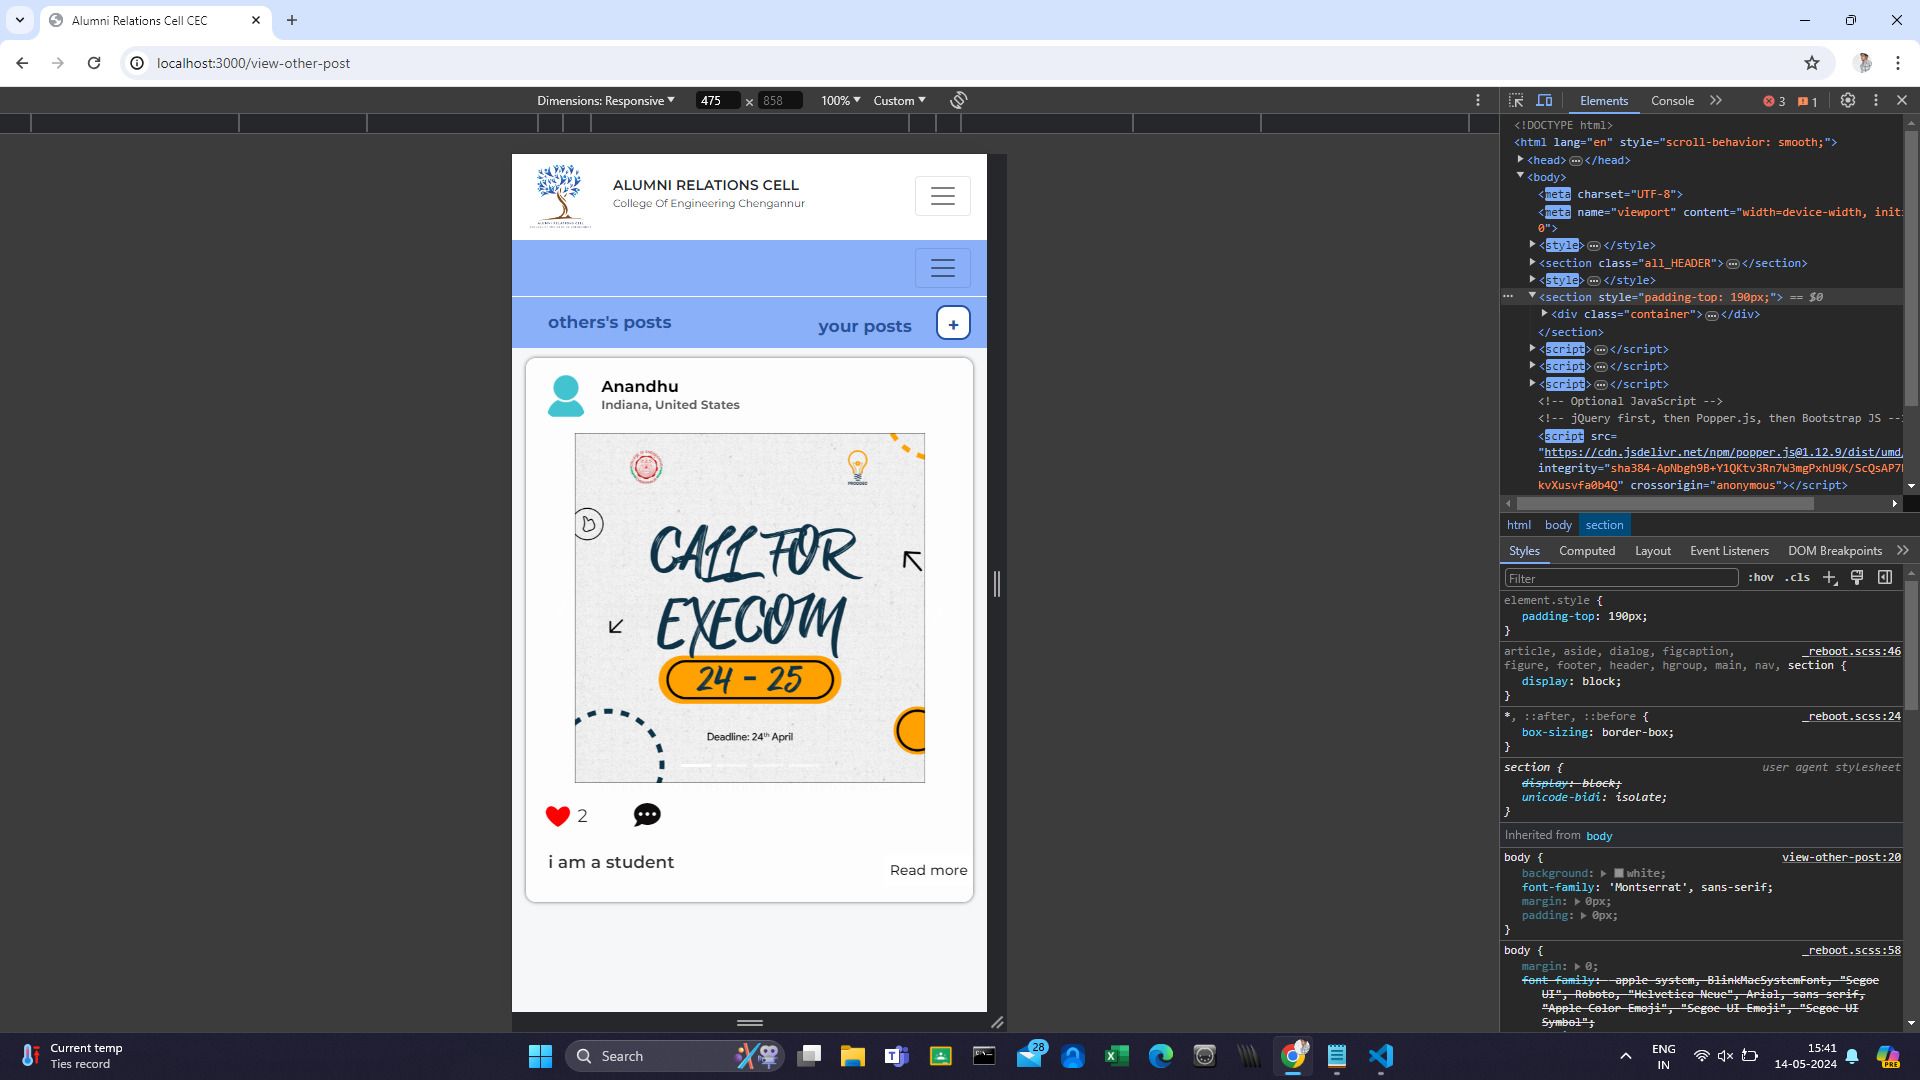 Alumni Relations Cell CEC
localhost:3000/view-other-post
Dimensions: Responsive 475 × 858 100% Custom
ALUMNI RELATIONS CELL
College Of Engineering Chengannur
others's posts your posts +
Anandhu
Indiana, United States
CALL FOR
EXECOM
24 - 25
Deadline: 24th April
2
i am a student
Read more
Elements Console 3 1
<!DOCTYPE html>
<html lang="en" style="scroll-behavior: smooth;">
<head> </head>
<body>
<meta charset="UTF-8">
<meta name="viewport" content="width=device-width, init:
0">
<style> </style>
<section class="all_HEADER"> </section>
<style> </style>
<section style="padding-top: 190px;"> == $0
<div class="container"> </div>
</section>
<script> </script>
<script> </script>
<script> </script>
<!-- Optional JavaScript -->
<!-- jQuery first, then Popper.js, then Bootstrap JS --
<script src=
"https://cdn.jsdelivr.net/npm/popper.js@1.12.9/dist/umd/
integrity="sha384-ApNbgh9B+Y1QKtv3Rn7W3mgPxhU9K/ScQsAP7
kvXusvfa0b4Q" crossorigin="anonymous"></script>
html body section
Styles Computed Layout Event Listeners DOM Breakpoints
Filter :hov .cls
element.style {
padding-top: 190px;
}
article, aside, dialog, figcaption, _reboot.scss:46
figure, footer, header, hgroup, main, nav, section {
display: block;
}
*, ::after, ::before { _reboot.scss:24
box-sizing: border-box;
}
section { user agent stylesheet
display: block;
unicode-bidi: isolate;
}
Inherited from body
body { view-other-post:20
background: white;
font-family: 'Montserrat', sans-serif;
margin: 0px;
padding: 0px;
}
body { _reboot.scss:58
margin: 0;
font-family: -apple-system, BlinkMacSystemFont, "Segoe
UI", Roboto, "Helvetica Neue", Arial, sans-serif,
"Apple Color Emoji", "Segoe UI Emoji", "Segoe UI
Symbol";
Current temp
Ties record
Search
28
ENG
IN
15:41
14-05-2024
PRE